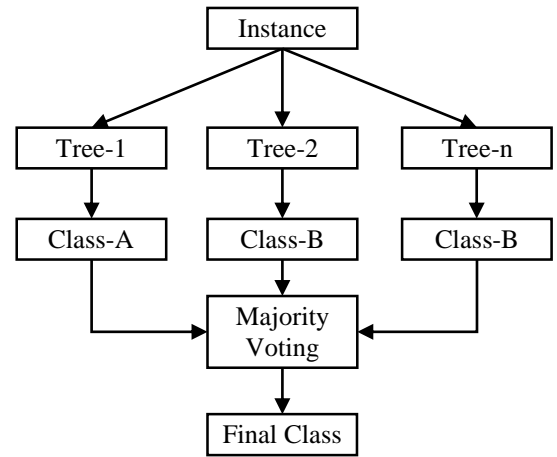 Instance
Tree-1
Tree-2
Tree-n
Class-A
Class-B
Class-B
Majority
Voting
Final Class